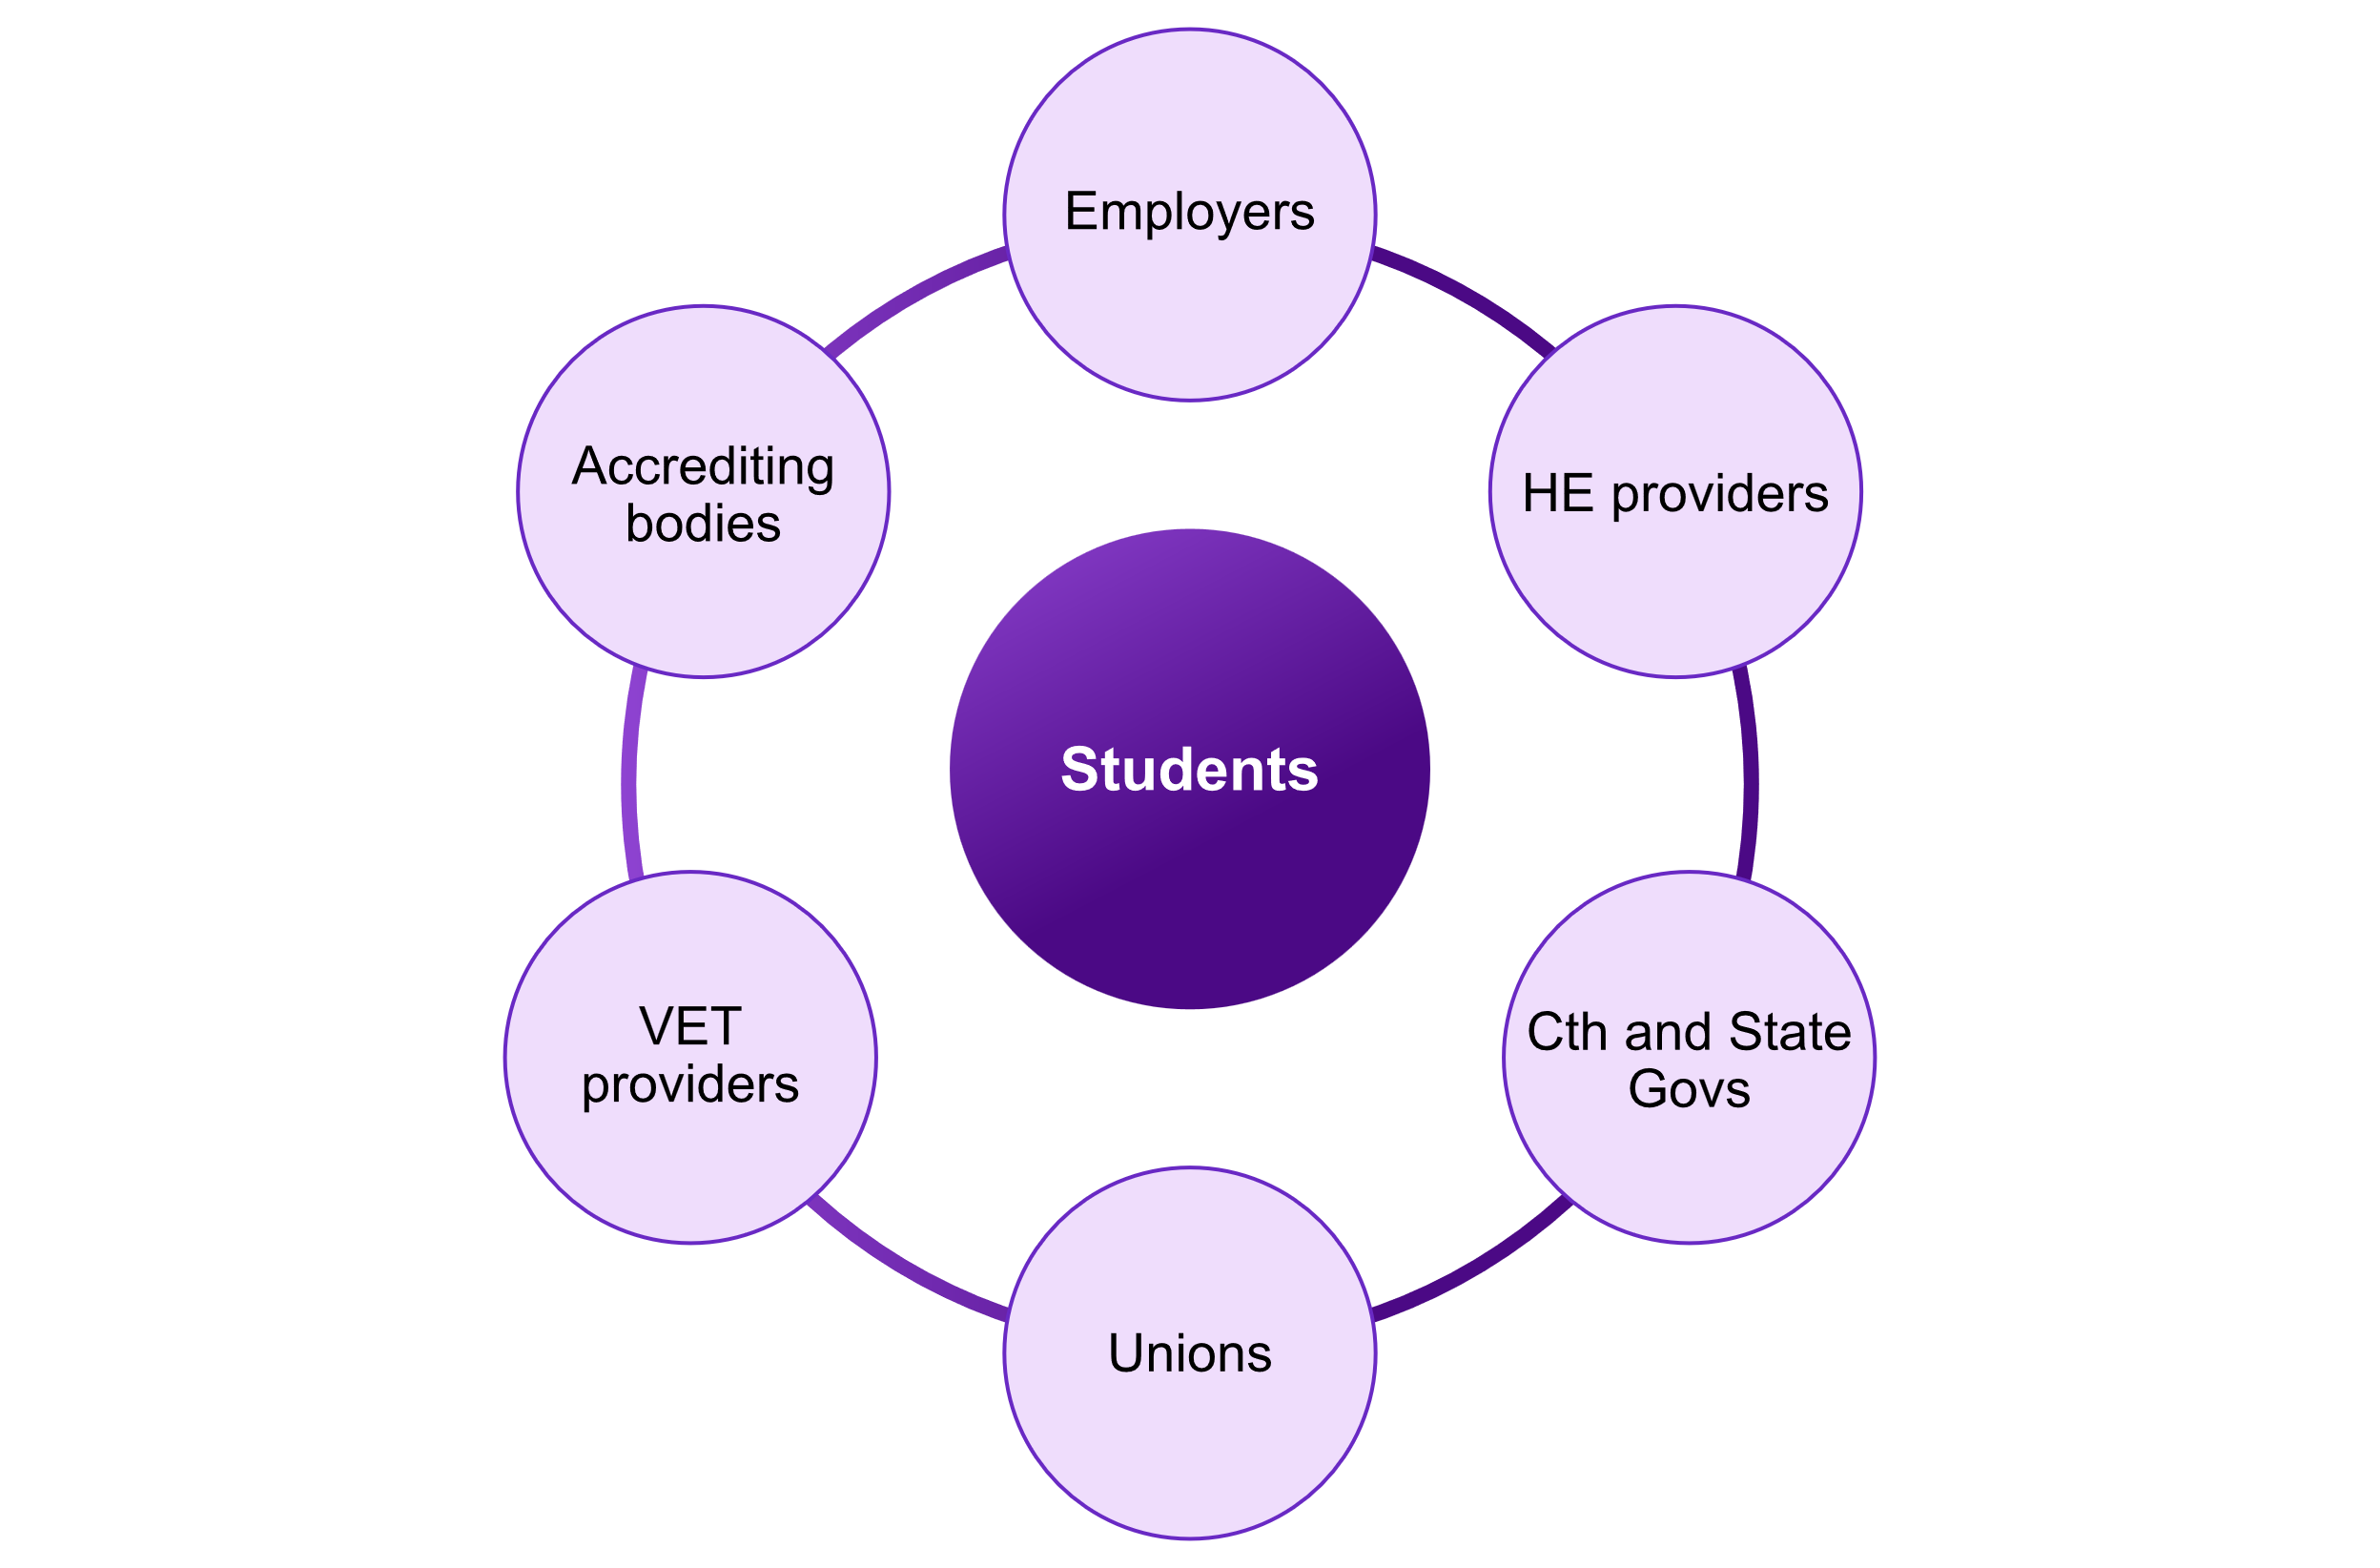 Employers
Accrediting
bodies
HE providers
Students
VET
providers
Cth and State
Govs
Unions